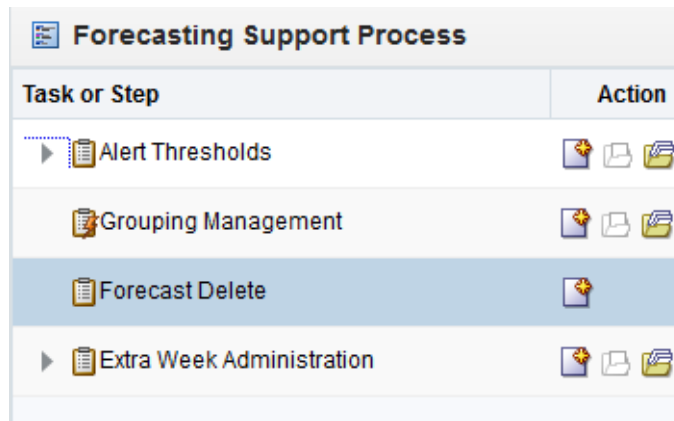 Forecasting Support Process
Task or Step Action
Alert Thresholds
Grouping Management
Forecast Delete
Extra Week Administration